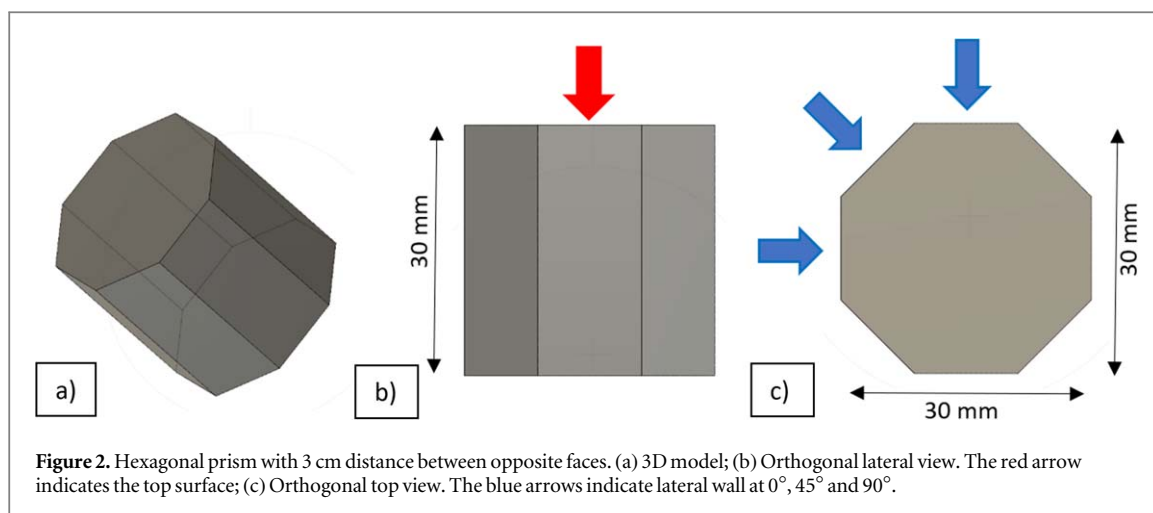 30 mm
30 mm
30 mm
a)
b)
c)
Figure 2. Hexagonal prism with 3 cm distance between opposite faces. (a) 3D model; (b) Orthogonal lateral view. The red arrow
indicates the top surface; (c) Orthogonal top view. The blue arrows indicate lateral wall at 0°, 45° and 90°.